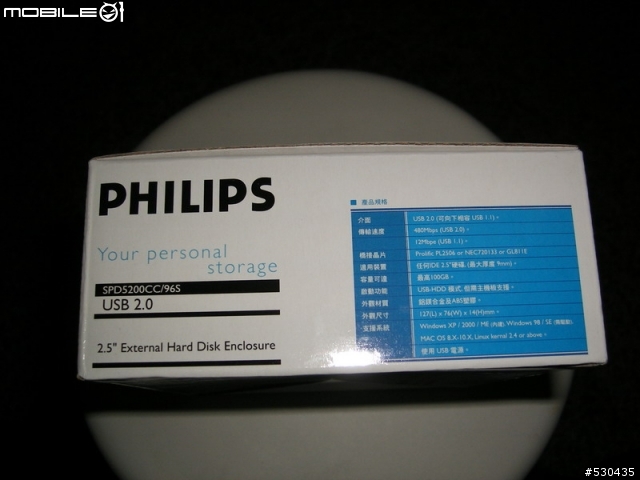 MOBILE01
PHILIPS
Your personal
storage
SPD5200CC/96S
USB 2.0
2.5" External Hard Disk Enclosure
產品規格
介面 USB 2.0 (可向下相容 USB 1.1)。
傳輸速度 480Mbps (USB 2.0)。
12Mbps (USB 1.1)。
橋接晶片 Prolific PL2506 or NEC720133 or GL811E
適用裝置 任何IDE 2.5"硬碟, (最大厚度 9mm)。
容量可達 最高100GB。
啟動功能 USB-HDD 模式, 但需主機板支援。
外觀材質 鋁鎂合金及ABS塑膠。
外觀尺寸 127(L) x 76(W) x 14(H)mm。
支援系統 Windows XP / 2000 / ME (內建), Windows 98 / SE
MAC OS 8.X-10.X, Linux kernel 2.4 or above。
使用 USB 電源。
#530435